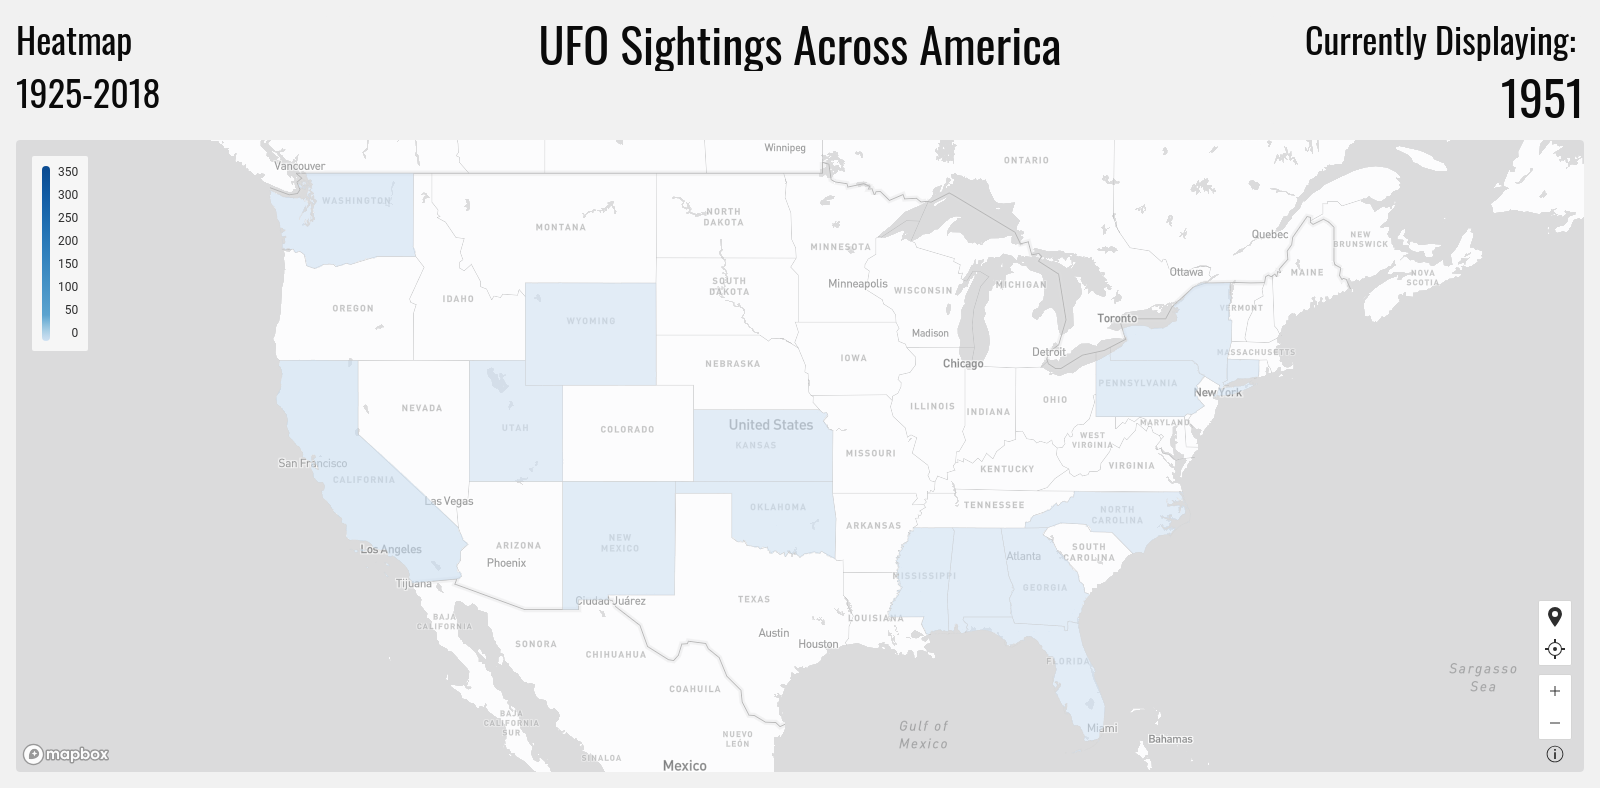 Heatmap
1925-2018
UFO Sightings Across America
Currently Displaying:
1951
350
300
250
200
150
100
50
0
Vancouver
Winnipeg
ONTARIO
WASHINGTON
MONTANA
NORTH
DAKOTA
MINNESOTA
Quebec
NEW
BRUNSWICK
Ottawa
MAINE
NOVA
SCOTIA
OREGON
IDAHO
SOUTH
DAKOTA
Minneapolis
WISCONSIN
MICHIGAN
WYOMING
VERMONT
Toronto
Madison
Detroit
MASSACHUSETTS
NEBRASKA
IOWA
Chicago
PENNSYLVANIA
New York
NEVADA
ILLINOIS
INDIANA
OHIO
UTAH
COLORADO
United States
KANSAS
MARYLAND
WEST
VIRGINIA
MISSOURI
VIRGINIA
San Francisco
CALIFORNIA
KENTUCKY
Las Vegas
OKLAHOMA
TENNESSEE
NORTH
CAROLINA
ARKANSAS
Los Angeles
ARIZONA
Phoenix
NEW
MEXICO
Atlanta
SOUTH
CAROLINA
Tijuana
MISSISSIPPI
GEORGIA
Ciudad Juárez
TEXAS
BAJA
CALIFORNIA
LOUISIANA
SONORA
CHIHUAHUA
Austin
Houston
FLORIDA
Sargasso
Sea
COAHUILA
BAJA
CALIFORNIA
SUR
Gulf of
Mexico
Miami
NUEVO
LEÓN
Bahamas
SINALOA
Mexico
mapbox